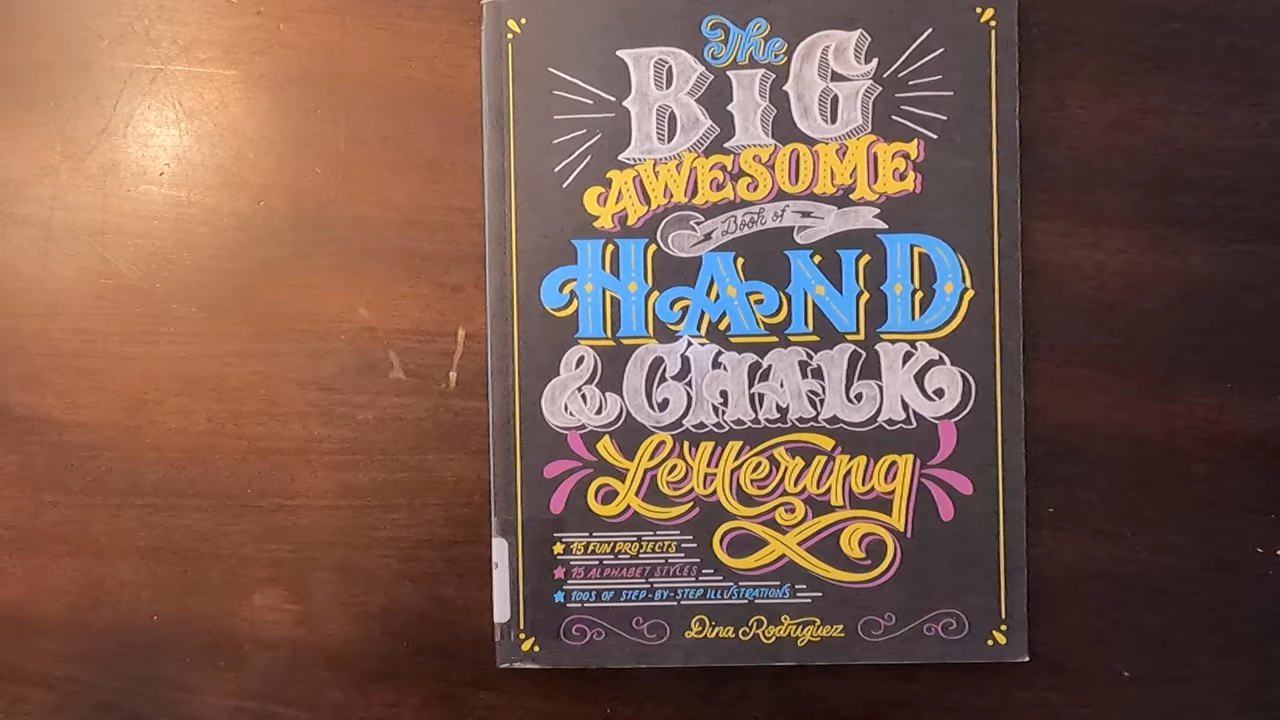 The
BIG
AWESOME
Book of
HAND
& CHALK
Lettering
15 FUN PROJECTS
15 ALPHABET STYLES
100S OF STEP-BY-STEP ILLUSTRATIONS
Dina Rodriguez
9